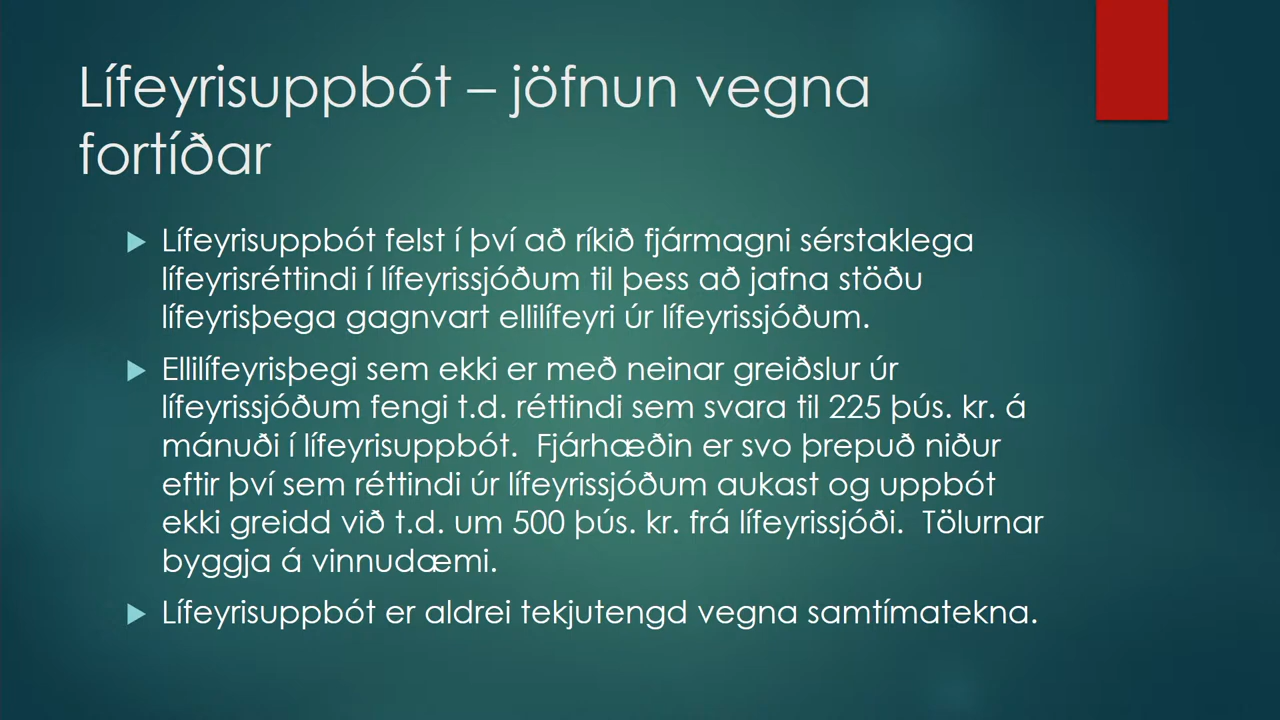 Lífeyrisuppbót – jöfnun vegna
fortíðar
Lífeyrisuppbót felst í því að ríkið fjármagni sérstaklega
lífeyrisréttindi í lífeyrissjóðum til þess að jafna stöðu
lífeyrisþega gagnvart ellilífeyri úr lífeyrissjóðum.
Ellilífeyrisþegi sem ekki er með neinar greiðslur úr
lífeyrissjóðum fengi t.d. réttindi sem svara til 225 þús. kr. á
mánuði í lífeyrisuppbót.  Fjárhæðin er svo þrepuð niður
eftir því sem réttindi úr lífeyrissjóðum aukast og uppbót
ekki greidd við t.d. um 500 þús. kr. frá lífeyrissjóði.  Tölurnar
byggja á vinnudæmi.
Lífeyrisuppbót er aldrei tekjutengd vegna samtímatekna.